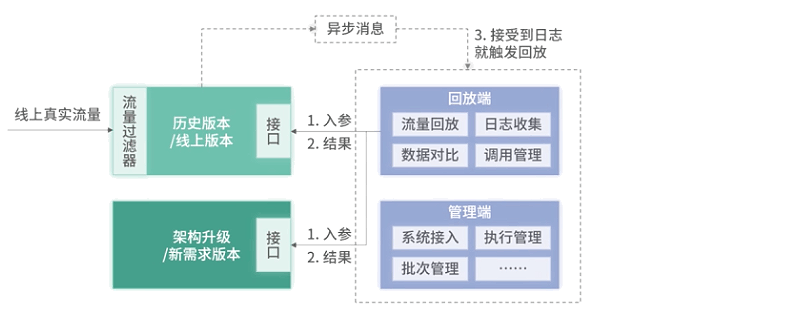 异步消息
3. 接受到日志
就触发回放
线上真实流量
流量过滤器
历史版本
/线上版本
接口
1. 入参
2. 结果
回放端
流量回放
日志收集
数据对比
调用管理
架构升级
/新需求版本
接口
1. 入参
2. 结果
管理端
系统接入
执行管理
批次管理
……